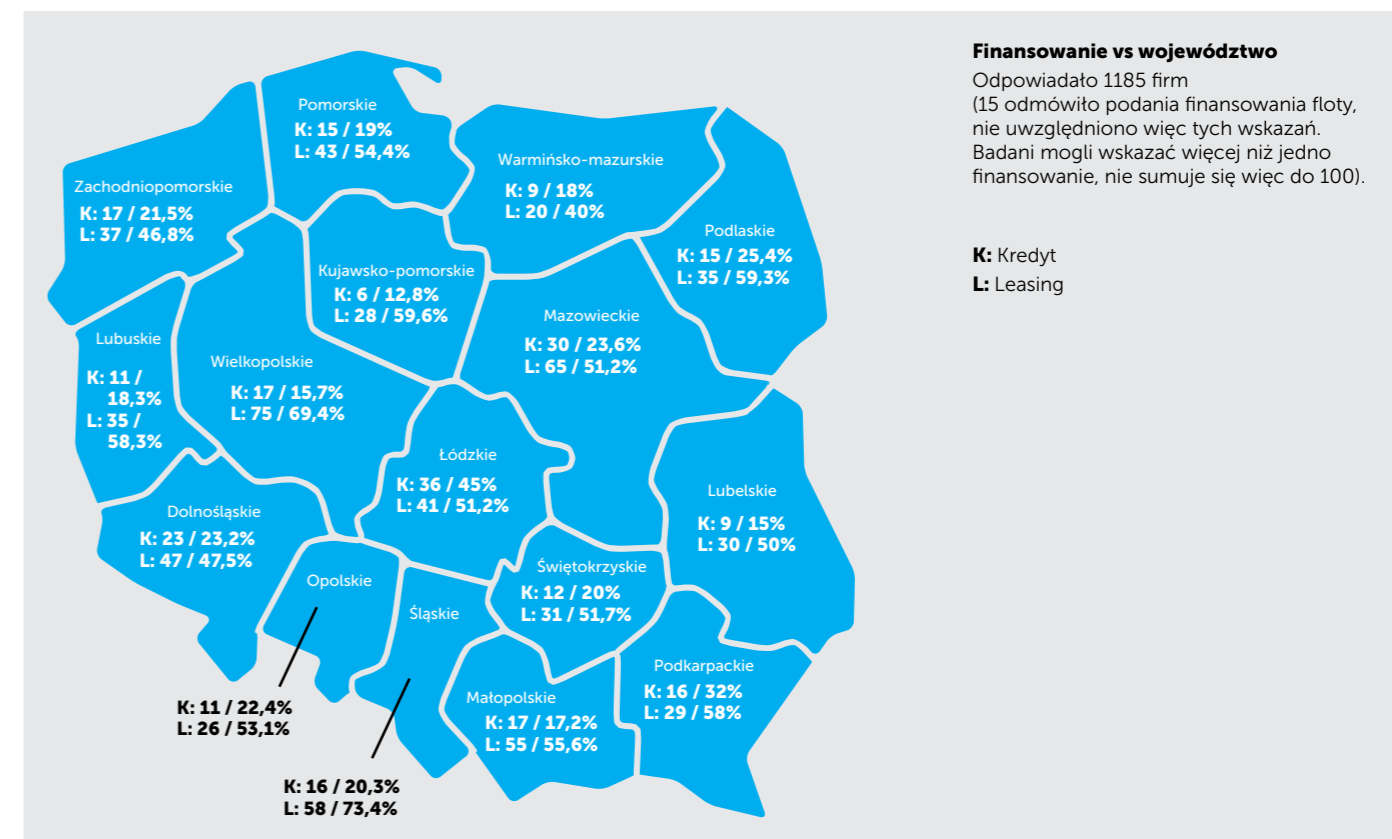 Finansowanie vs województwo
Odpowiadało 1185 firm
(15 odmówiło podania finansowania floty,
nie uwzględniono więc tych wskazań.
Badani mogli wskazać więcej niż jedno
finansowanie, nie sumuje się więc do 100).
K: Kredyt
L: Leasing
Pomorskie
K: 15 / 19%
L: 43 / 54,4%
Warmińsko-mazurskie
K: 9 / 18%
L: 20 / 40%
Zachodniopomorskie
K: 17 / 21,5%
L: 37 / 46,8%
Podlaskie
K: 15 / 25,4%
L: 35 / 59,3%
Kujawsko-pomorskie
K: 6 / 12,8%
L: 28 / 59,6%
Mazowieckie
K: 30 / 23,6%
L: 65 / 51,2%
Lubuskie
K: 11 /
18,3%
L: 35 /
58,3%
Wielkopolskie
K: 17 / 15,7%
L: 75 / 69,4%
Łódzkie
K: 36 / 45%
L: 41 / 51,2%
Lubelskie
K: 9 / 15%
L: 30 / 50%
Dolnośląskie
K: 23 / 23,2%
L: 47 / 47,5%
Opolskie
K: 11 / 22,4%
L: 26 / 53,1%
Śląskie
K: 16 / 20,3%
L: 58 / 73,4%
Świętokrzyskie
K: 12 / 20%
L: 31 / 51,7%
Małopolskie
K: 17 / 17,2%
L: 55 / 55,6%
Podkarpackie
K: 16 / 32%
L: 29 / 58%